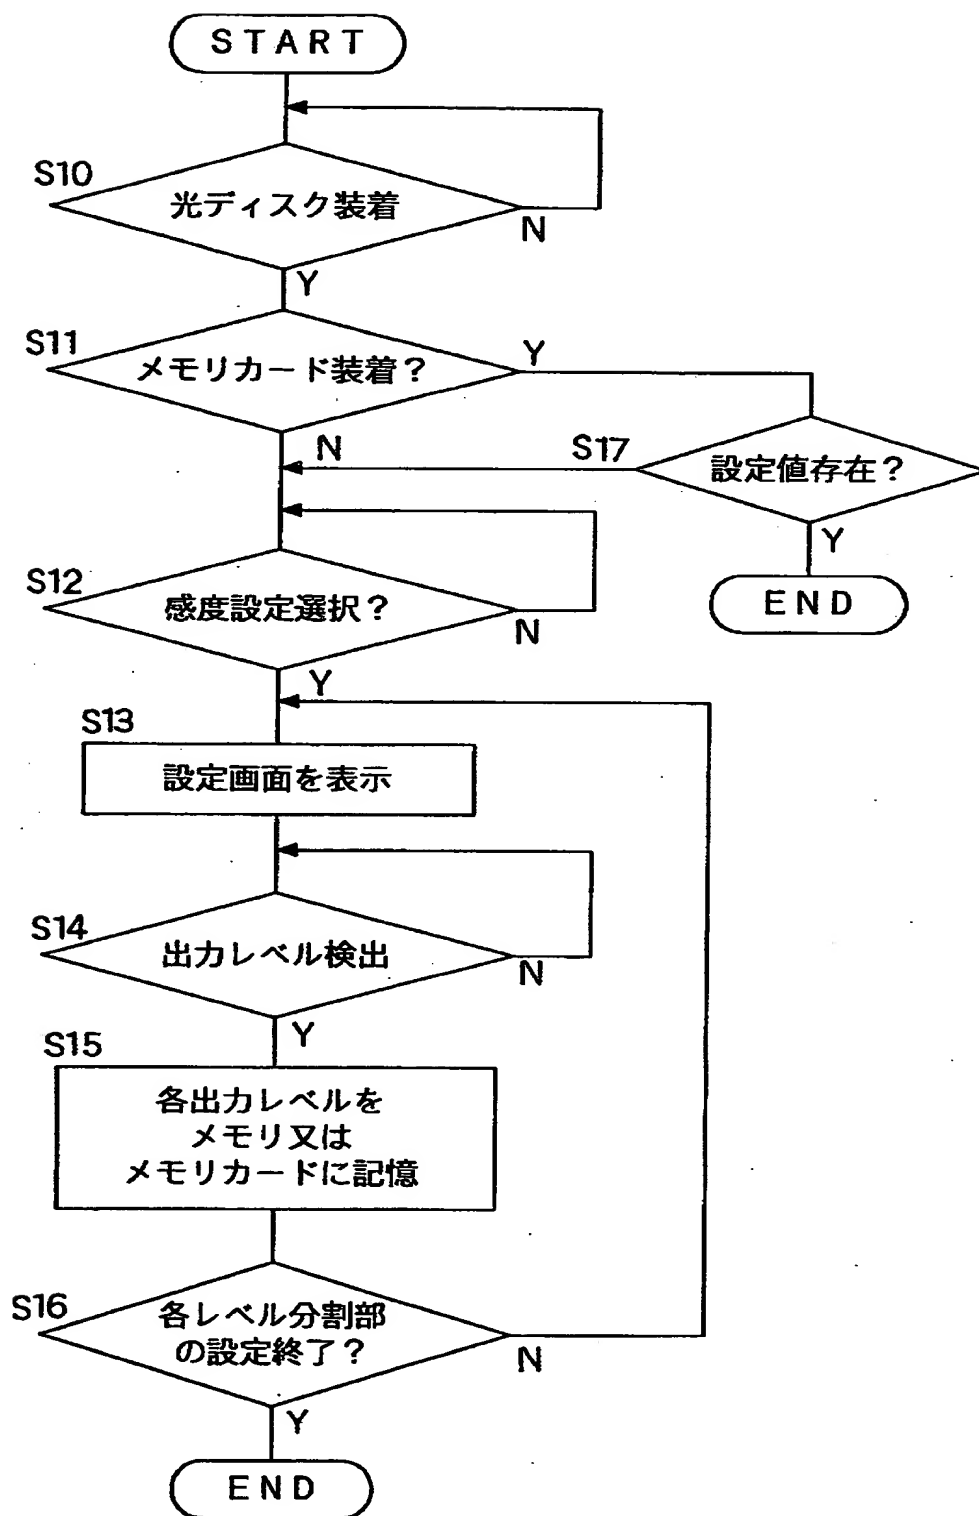 START
S10
光ディスク装着
N
Y
S11
メモリカード装着?
Y
N
S17
設定値存在?
Y
END
S12
感度設定選択?
N
Y
S13
設定画面を表示
S14
出力レベル検出
N
Y
S15
各出力レベルを
メモリ又は
メモリカードに記憶
S16
各レベル分割部
の設定終了?
N
Y
END